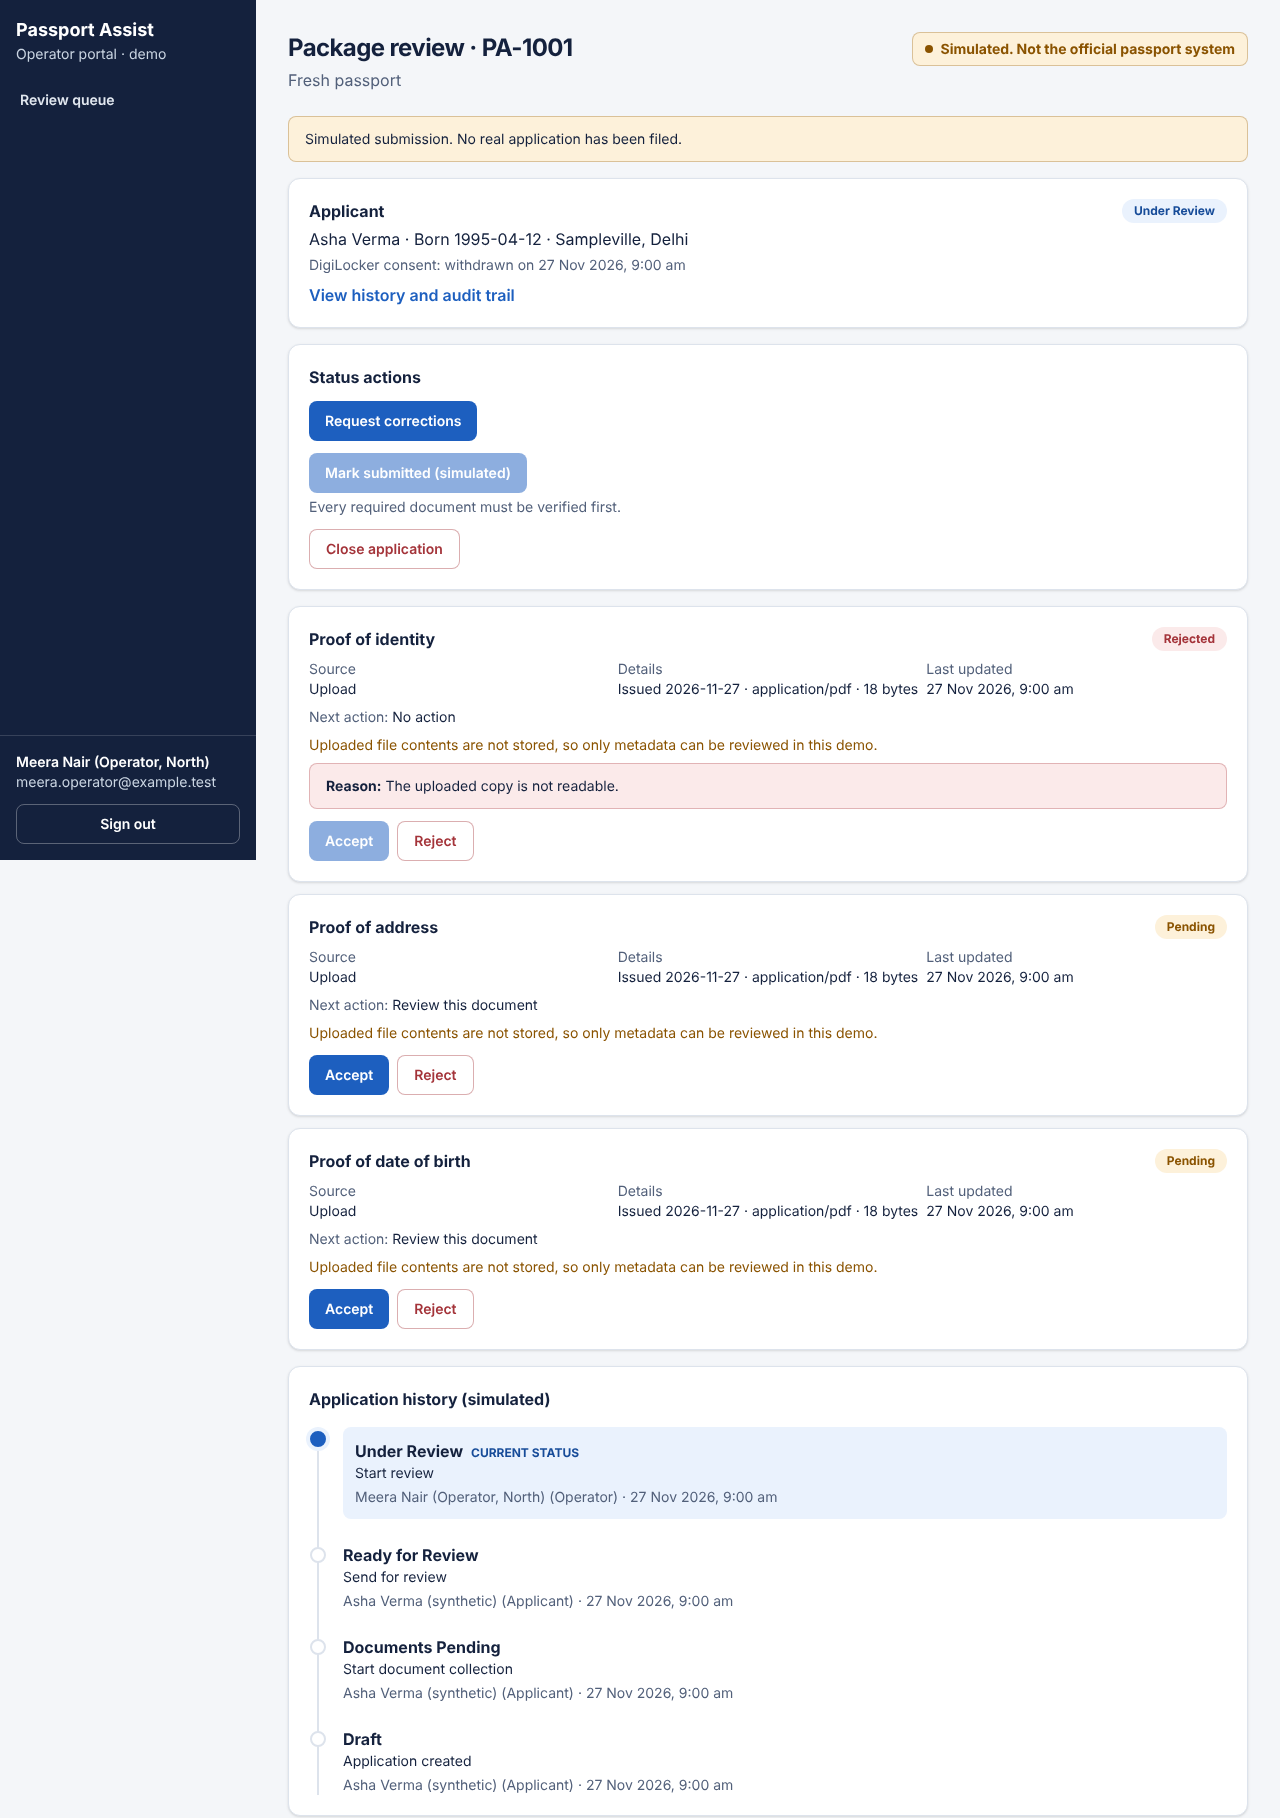 Passport Assist
Operator portal · demo
Review queue
Meera Nair (Operator, North)
meera.operator@example.test
Sign out
Package review · PA-1001
Simulated. Not the official passport system
Fresh passport
Simulated submission. No real application has been filed.
Applicant
Under Review
Asha Verma · Born 1995-04-12 · Sampleville, Delhi
DigiLocker consent: withdrawn on 27 Nov 2026, 9:00 am
View history and audit trail
Status actions
Request corrections
Mark submitted (simulated)
Every required document must be verified first.
Close application
Proof of identity
Rejected
Source Details Last updated
Upload Issued 2026-11-27 · application/pdf · 18 bytes 27 Nov 2026, 9:00 am
Next action: No action
Uploaded file contents are not stored, so only metadata can be reviewed in this demo.
Reason: The uploaded copy is not readable.
Accept Reject
Proof of address
Pending
Source Details Last updated
Upload Issued 2026-11-27 · application/pdf · 18 bytes 27 Nov 2026, 9:00 am
Next action: Review this document
Uploaded file contents are not stored, so only metadata can be reviewed in this demo.
Accept Reject
Proof of date of birth
Pending
Source Details Last updated
Upload Issued 2026-11-27 · application/pdf · 18 bytes 27 Nov 2026, 9:00 am
Next action: Review this document
Uploaded file contents are not stored, so only metadata can be reviewed in this demo.
Accept Reject
Application history (simulated)
Under Review CURRENT STATUS
Start review
Meera Nair (Operator, North) (Operator) · 27 Nov 2026, 9:00 am
Ready for Review
Send for review
Asha Verma (synthetic) (Applicant) · 27 Nov 2026, 9:00 am
Documents Pending
Start document collection
Asha Verma (synthetic) (Applicant) · 27 Nov 2026, 9:00 am
Draft
Application created
Asha Verma (synthetic) (Applicant) · 27 Nov 2026, 9:00 am